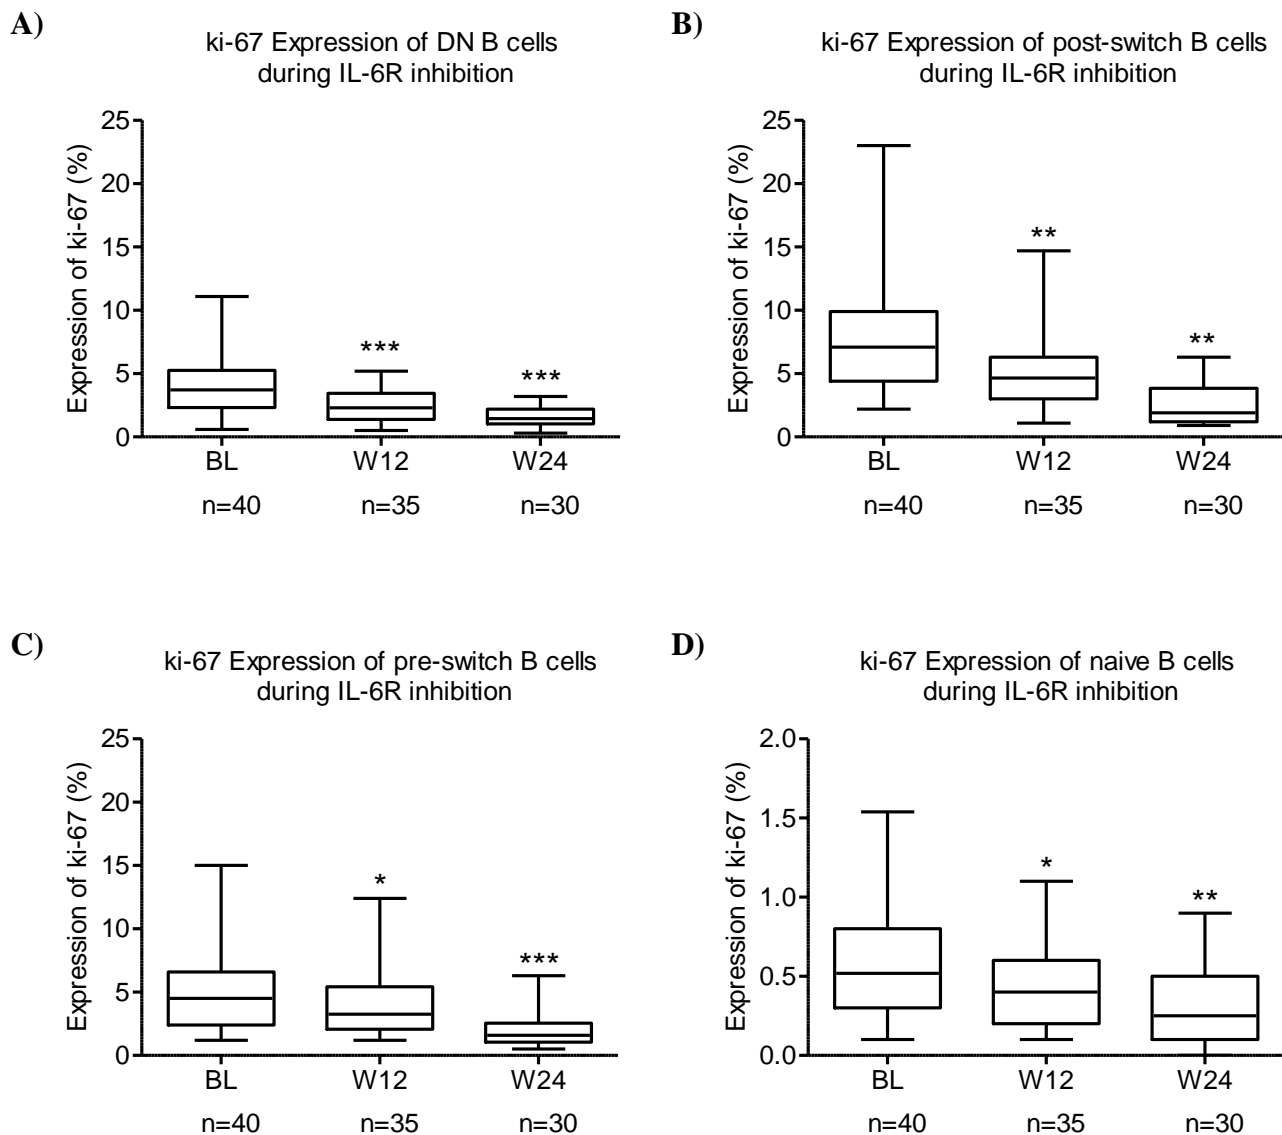 A)
ki-67 Expression of DN B cells
during IL-6R inhibition
Expression of ki-67 (%)
25
20
15
10
5
0
***
***
BL
W12
W24
n=40
n=35
n=30
B)
ki-67 Expression of post-switch B cells
during IL-6R inhibition
Expression of ki-67 (%)
25
20
15
10
5
0
**
**
BL
W12
W24
n=40
n=35
n=30
C)
ki-67 Expression of pre-switch B cells
during IL-6R inhibition
Expression of ki-67 (%)
25
20
15
10
5
0
*
***
BL
W12
W24
n=40
n=35
n=30
D)
ki-67 Expression of naive B cells
during IL-6R inhibition
Expression of ki-67 (%)
2.0
1.5
1.0
0.5
0.0
*
**
BL
W12
W24
n=40
n=35
n=30